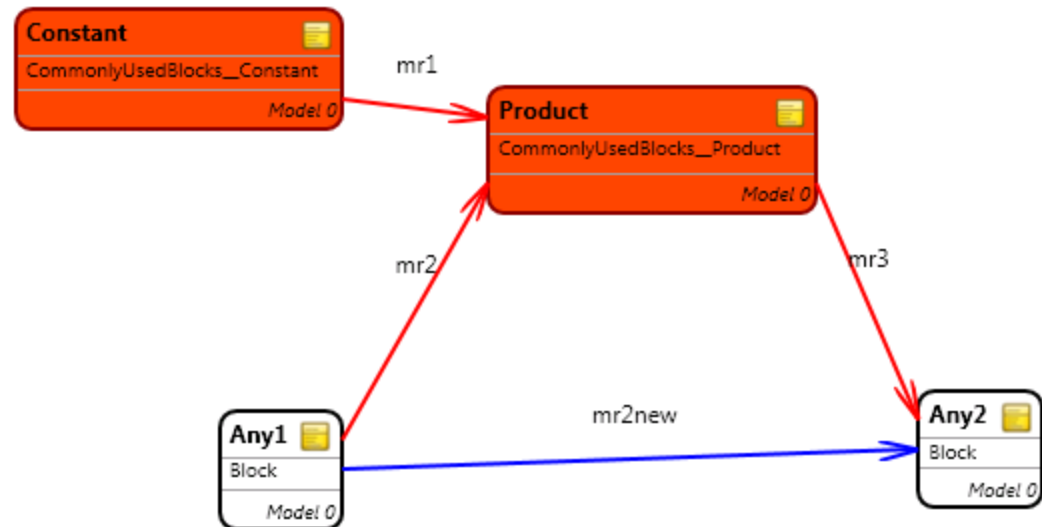 Constant
CommonlyUsedBlocks__Constant
Model 0
mr1
Product
CommonlyUsedBlocks__Product
Model 0
mr2
mr3
Any1
Block
Model 0
mr2new
Any2
Block
Model 0